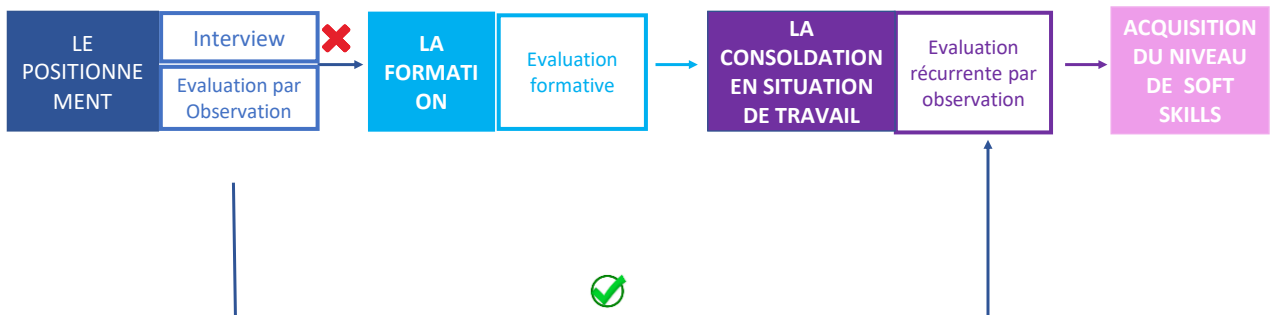 LE
POSITIONNE
MENT
Interview
Evaluation par
Observation
LA
FORMATI
ON
Evaluation
formative
LA
CONSOLDATION
EN SITUATION
DE TRAVAIL
Evaluation
récurrente par
observation
ACQUISITION
DU NIVEAU
DE SOFT
SKILLS